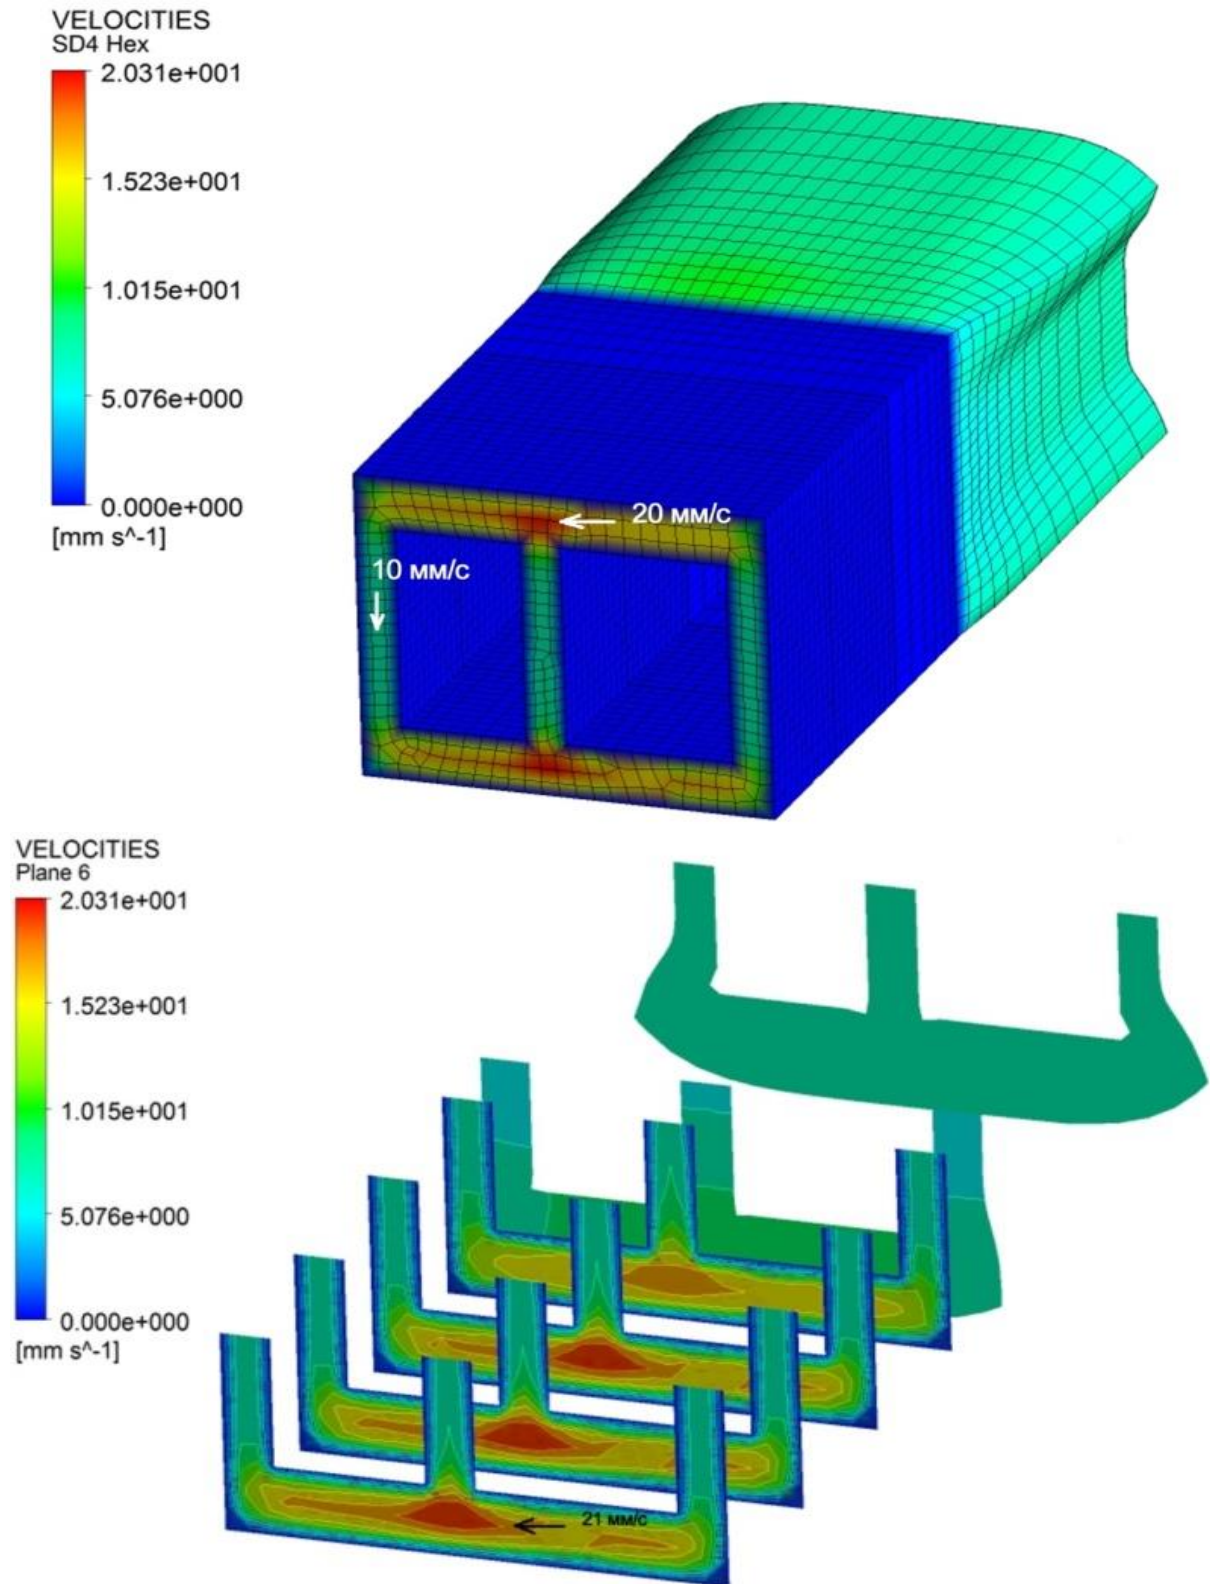 VELOCITIES
SD4 Hex
2.031e+001
1.523e+001
1.015e+001
5.076e+000
0.000e+000
[mm s^-1]
20 мм/с
10 мм/с
VELOCITIES
Plane 6
2.031e+001
1.523e+001
1.015e+001
5.076e+000
0.000e+000
[mm s^-1]
21 мм/с